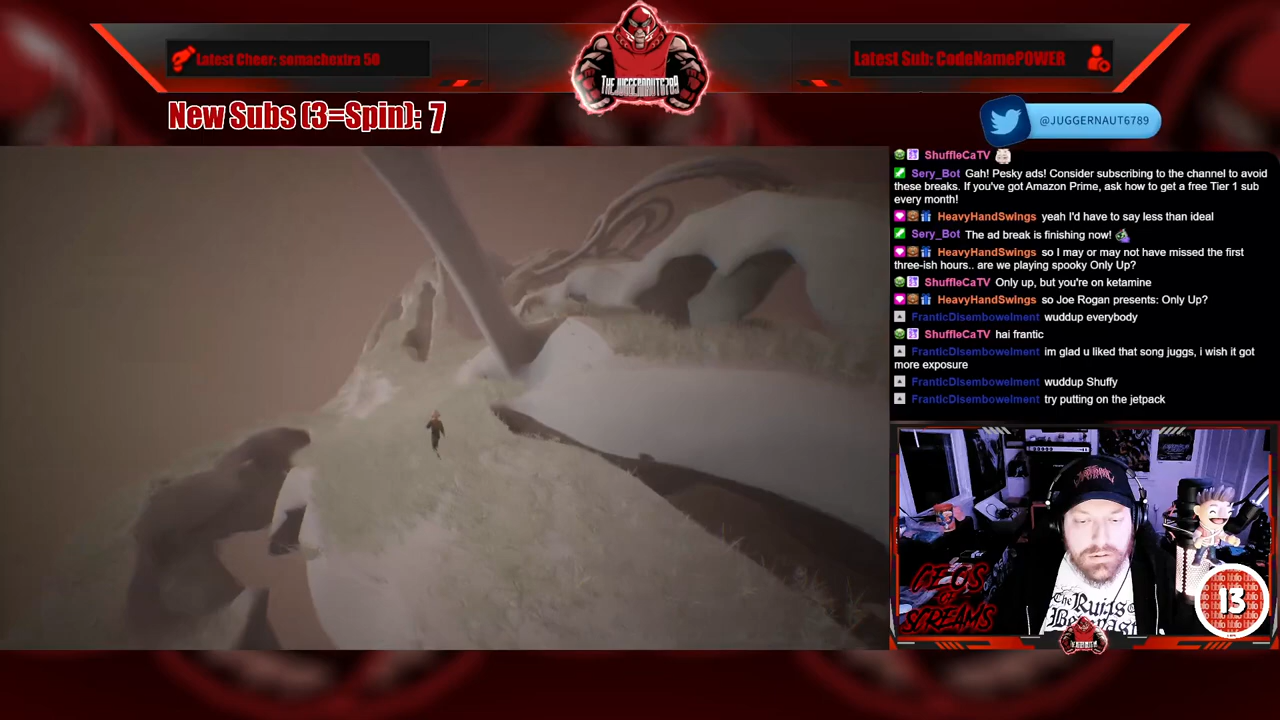 Latest Cheer: somachextra 50
THEJUGGERNAUT6789
Latest Sub: CodeNamePOWER
New Subs (3=Spin): 7
@JUGGERNAUT6789
ShuffleCaTV
Sery_Bot Gah! Pesky ads! Consider subscribing to the channel to avoid
these breaks. If you've got Amazon Prime, ask how to get a free Tier 1 sub
every month!
HeavyHandSwings yeah I'd have to say less than ideal
Sery_Bot The ad break is finishing now!
HeavyHandSwings so I may or may not have missed the first
three-ish hours.. are we playing spooky Only Up?
ShuffleCaTV Only up, but you're on ketamine
HeavyHandSwings so Joe Rogan presents: Only Up?
FranticDisembowelment wuddup everybody
ShuffleCaTV hai frantic
FranticDisembowelment im glad u liked that song juggs, i wish it got
more exposure
FranticDisembowelment wuddup Shuffy
FranticDisembowelment try putting on the jetpack
The Ruins
SCREAMS
13